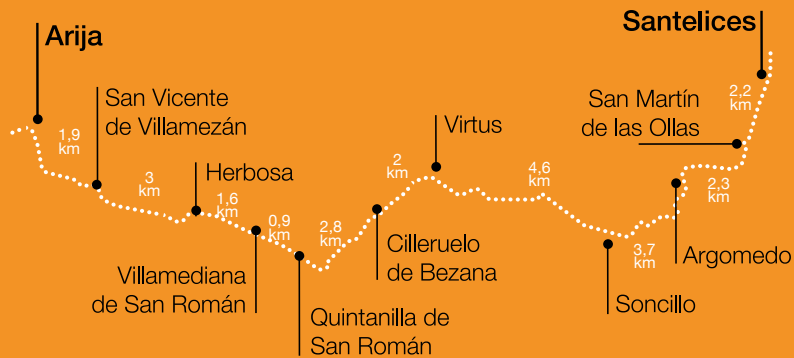 Arija
1,9
km
San Vicente
de Villamezán
3
km
Herbosa
1,6
km
Villamediana
de San Román
0,9
km
Quintanilla de
San Román
2,8
km
Cilleruelo
de Bezana
2
km
Virtus
4,6
km
Soncillo
3,7
km
Argomedo
2,3
km
San Martín
de las Ollas
2,2
km
Santelices